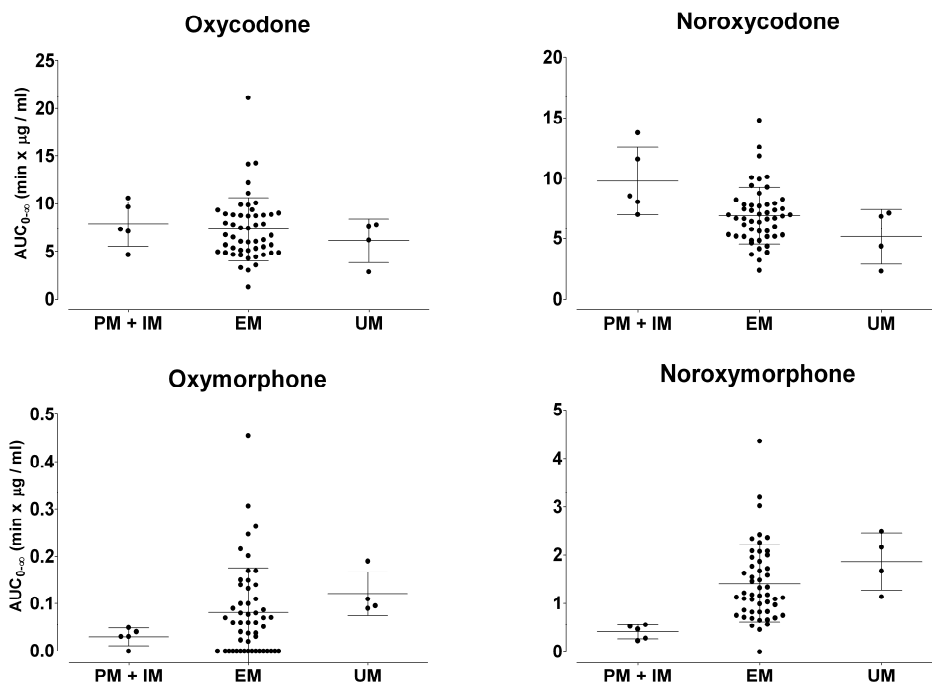 Oxycodone
Noroxycodone
AUC0-∞ (min x μg / ml)
25
20
15
10
5
0
20
15
10
5
0
PM + IM EM UM
PM + IM EM UM
Oxymorphone
Noroxymorphone
AUC0-∞ (min x μg / ml)
0.5
0.4
0.3
0.2
0.1
0.0
5
4
3
2
1
0
PM + IM EM UM
PM + IM EM UM